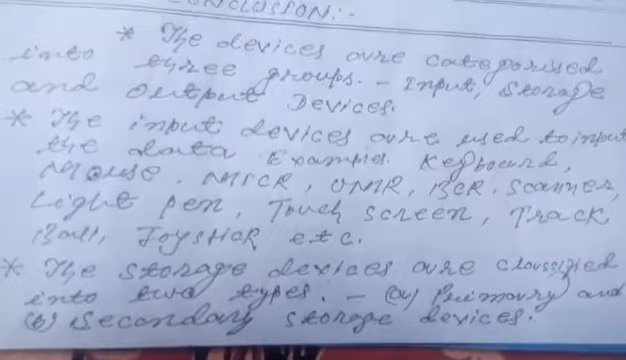 CONCLUSION:-
* The devices are categorised
into three groups. - Input, Storage
and Output Devices.
* The input devices are used to input
the data Example. Keyboard,
Mouse. MICR, OMR, BCR. Scanner,
Light pen, Touch screen, Track
Ball, Joystick etc.
* The storage devices are classified
into two types. - (a) Primary and
(b) Secondary storage devices.